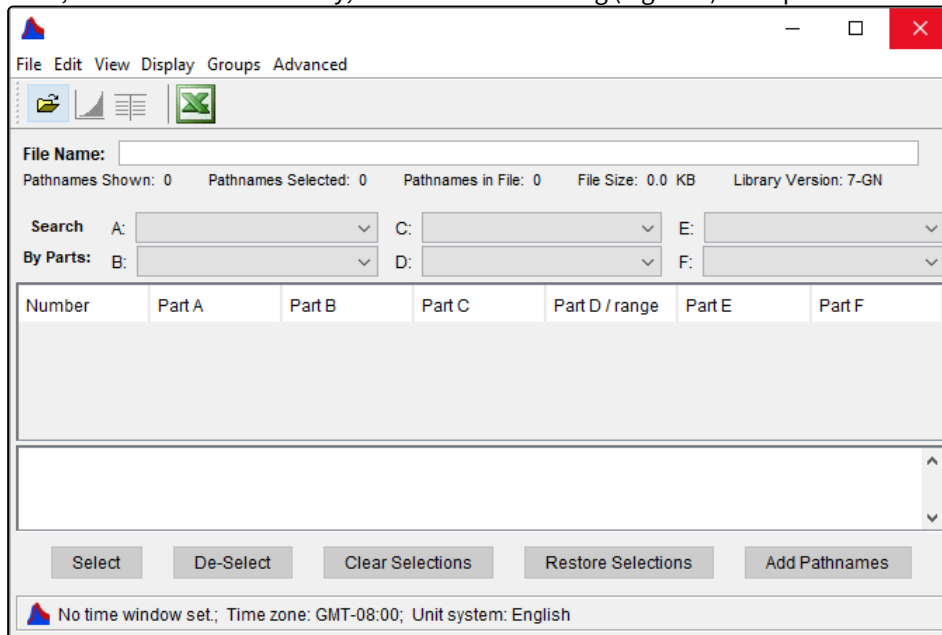 File Edit View Display Groups Advanced
File Name:
Pathnames Shown: 0 Pathnames Selected: 0 Pathnames in File: 0 File Size: 0.0 KB Library Version: 7-GN
Search A: C: E:
By Parts: B: D: F:
Number Part A Part B Part C Part D / range Part E Part F
Select De-Select Clear Selections Restore Selections Add Pathnames
No time window set.; Time zone: GMT-08:00; Unit system: English